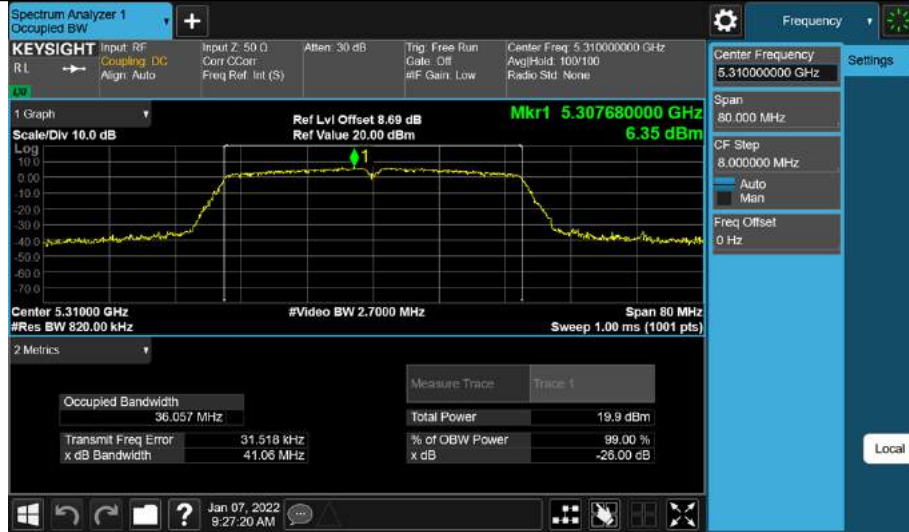 Spectrum Analyzer 1
Occupied BW
+
Frequency
KEYSIGHT
RL
Input: RF
Coupling: DC
Align: Auto
Input Z: 50 Ω
Corr CCorr
Freq Ref: Int (S)
Atten: 30 dB
Trig: Free Run
Gate: Off
#IF Gain: Low
Center Freq: 5.310000000 GHz
Avg|Hold: 100/100
Radio Std: None
Center Frequency
5.310000000 GHz
Settings
Span
80.000 MHz
CF Step
8.000000 MHz
Auto
Man
Freq Offset
0 Hz
Local
1 Graph
Scale/Div 10.0 dB
Ref Lvl Offset 8.69 dB
Ref Value 20.00 dBm
Mkr1 5.307680000 GHz
6.35 dBm
Log
10.0
0.00
-10.0
-20.0
-30.0
-40.0
-50.0
-60.0
-70.0
1
Center 5.31000 GHz
#Res BW 820.00 kHz
#Video BW 2.7000 MHz
Span 80 MHz
Sweep 1.00 ms (1001 pts)
2 Metrics
Measure Trace
Trace 1
Occupied Bandwidth
36.057 MHz
Total Power
19.9 dBm
Transmit Freq Error
31.518 kHz
% of OBW Power
99.00 %
x dB Bandwidth
41.06 MHz
x dB
-26.00 dB
?
Jan 07, 2022
9:27:20 AM